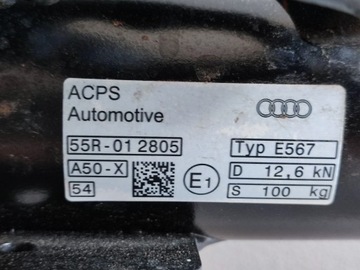 ACPS
Automotive
55R-01 2805
Typ E567
A50-X
E1
D 12,6 kN
54
S 100 kg